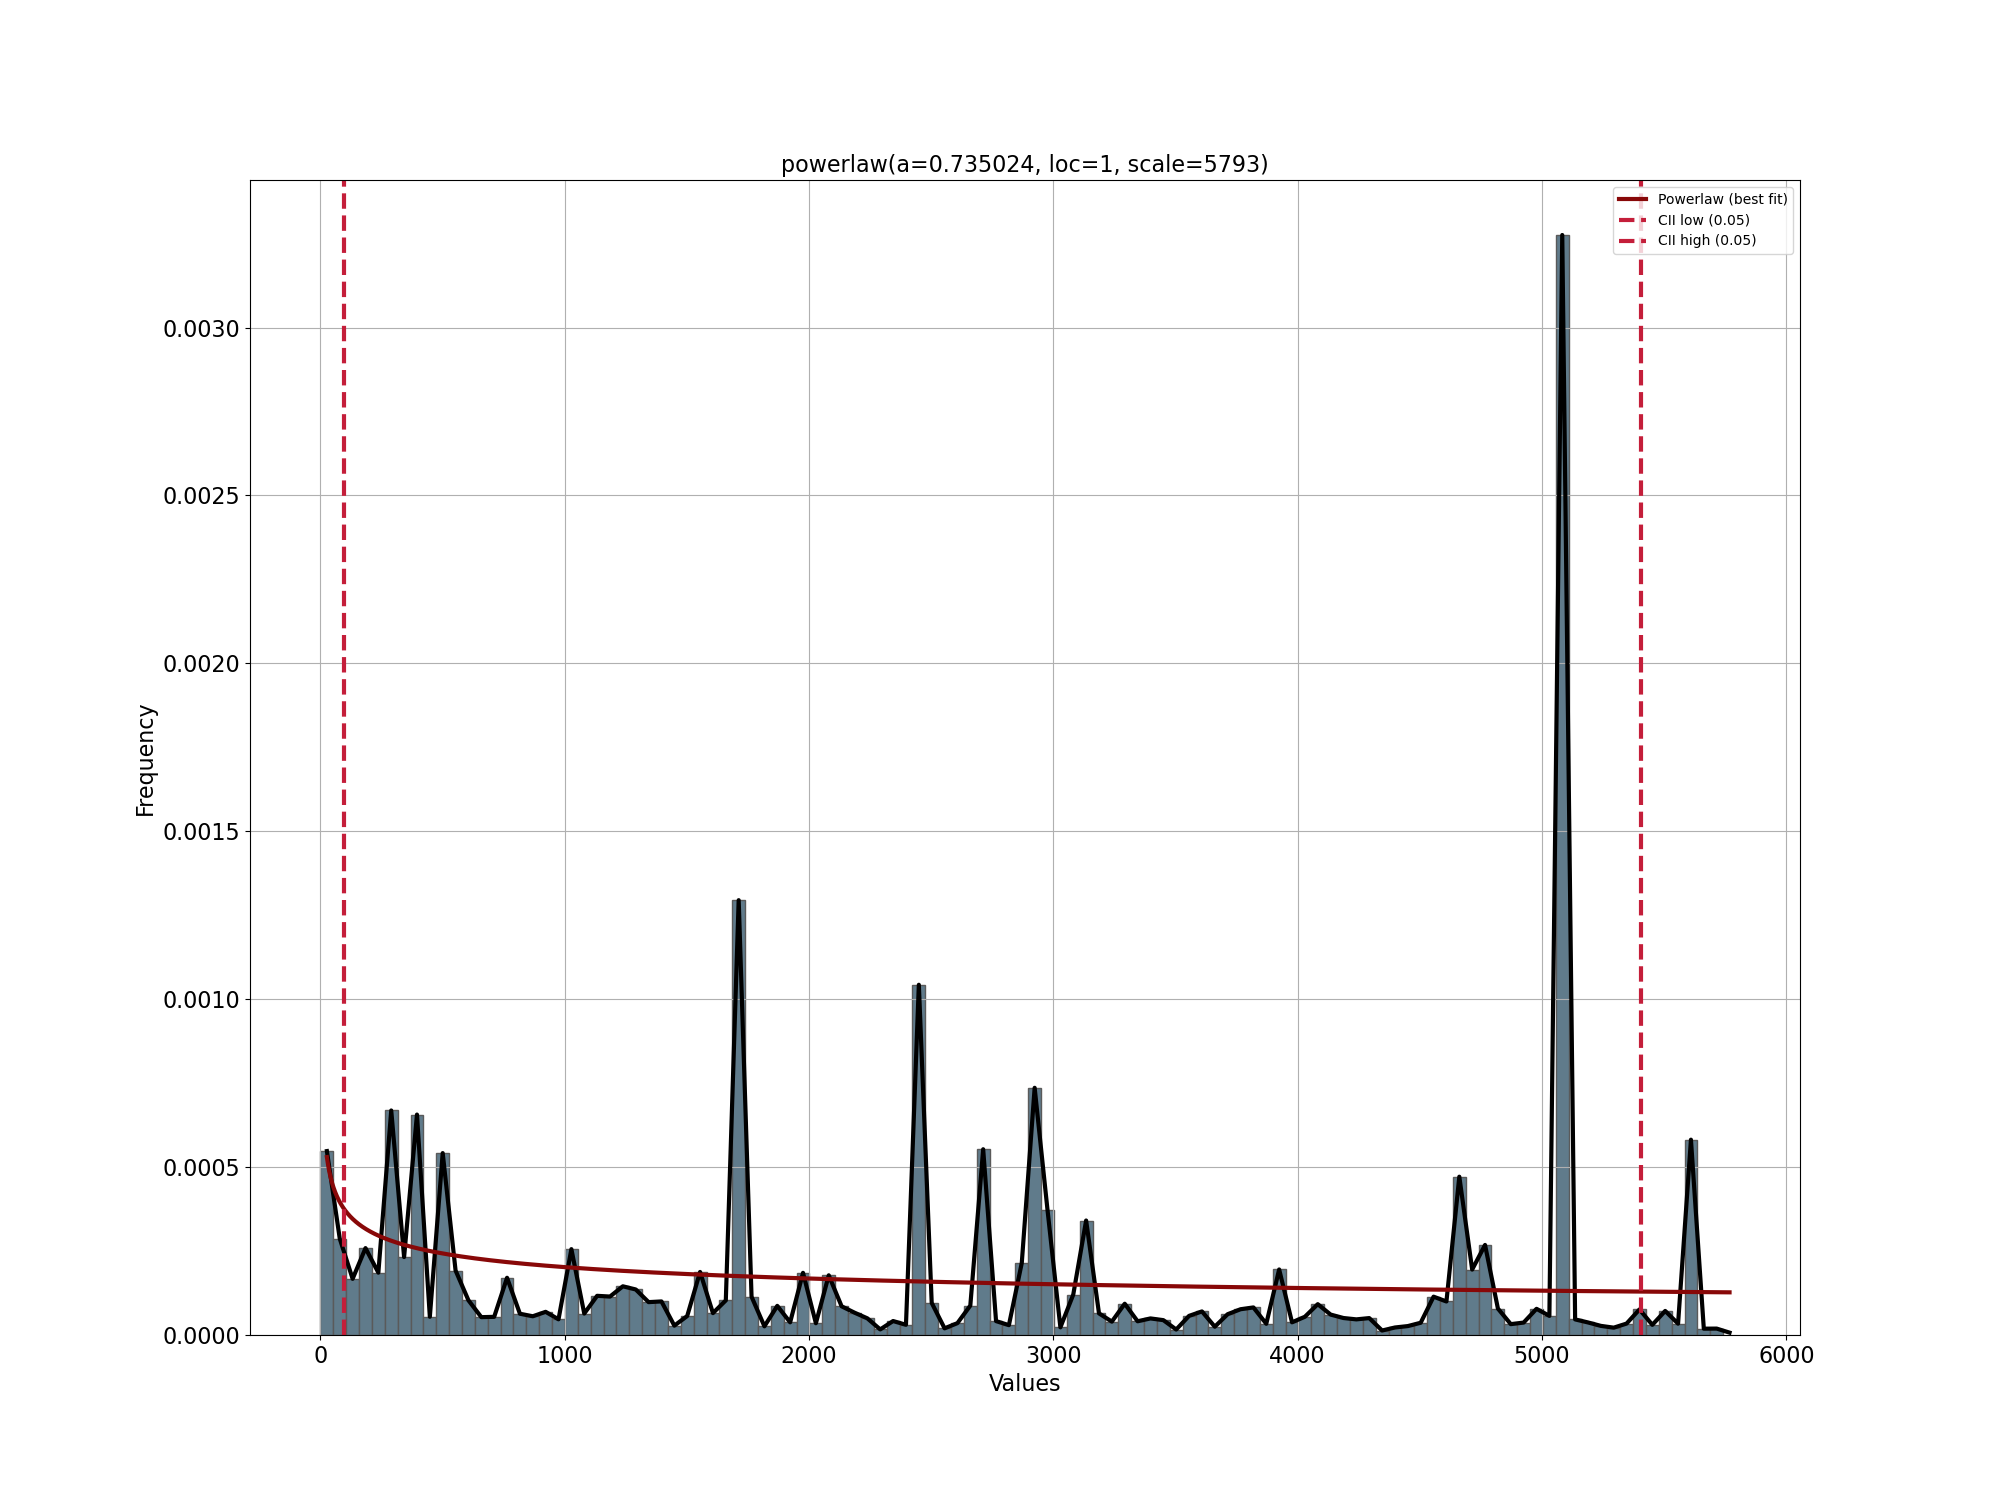 powerlaw(a=0.735024, loc=1, scale=5793)
Powerlaw (best fit)
CII low (0.05)
CII high (0.05)
0.0030
0.0025
0.0020
0.0015
0.0010
0.0005
0.0000
Frequency
0 1000 2000 3000 4000 5000 6000
Values